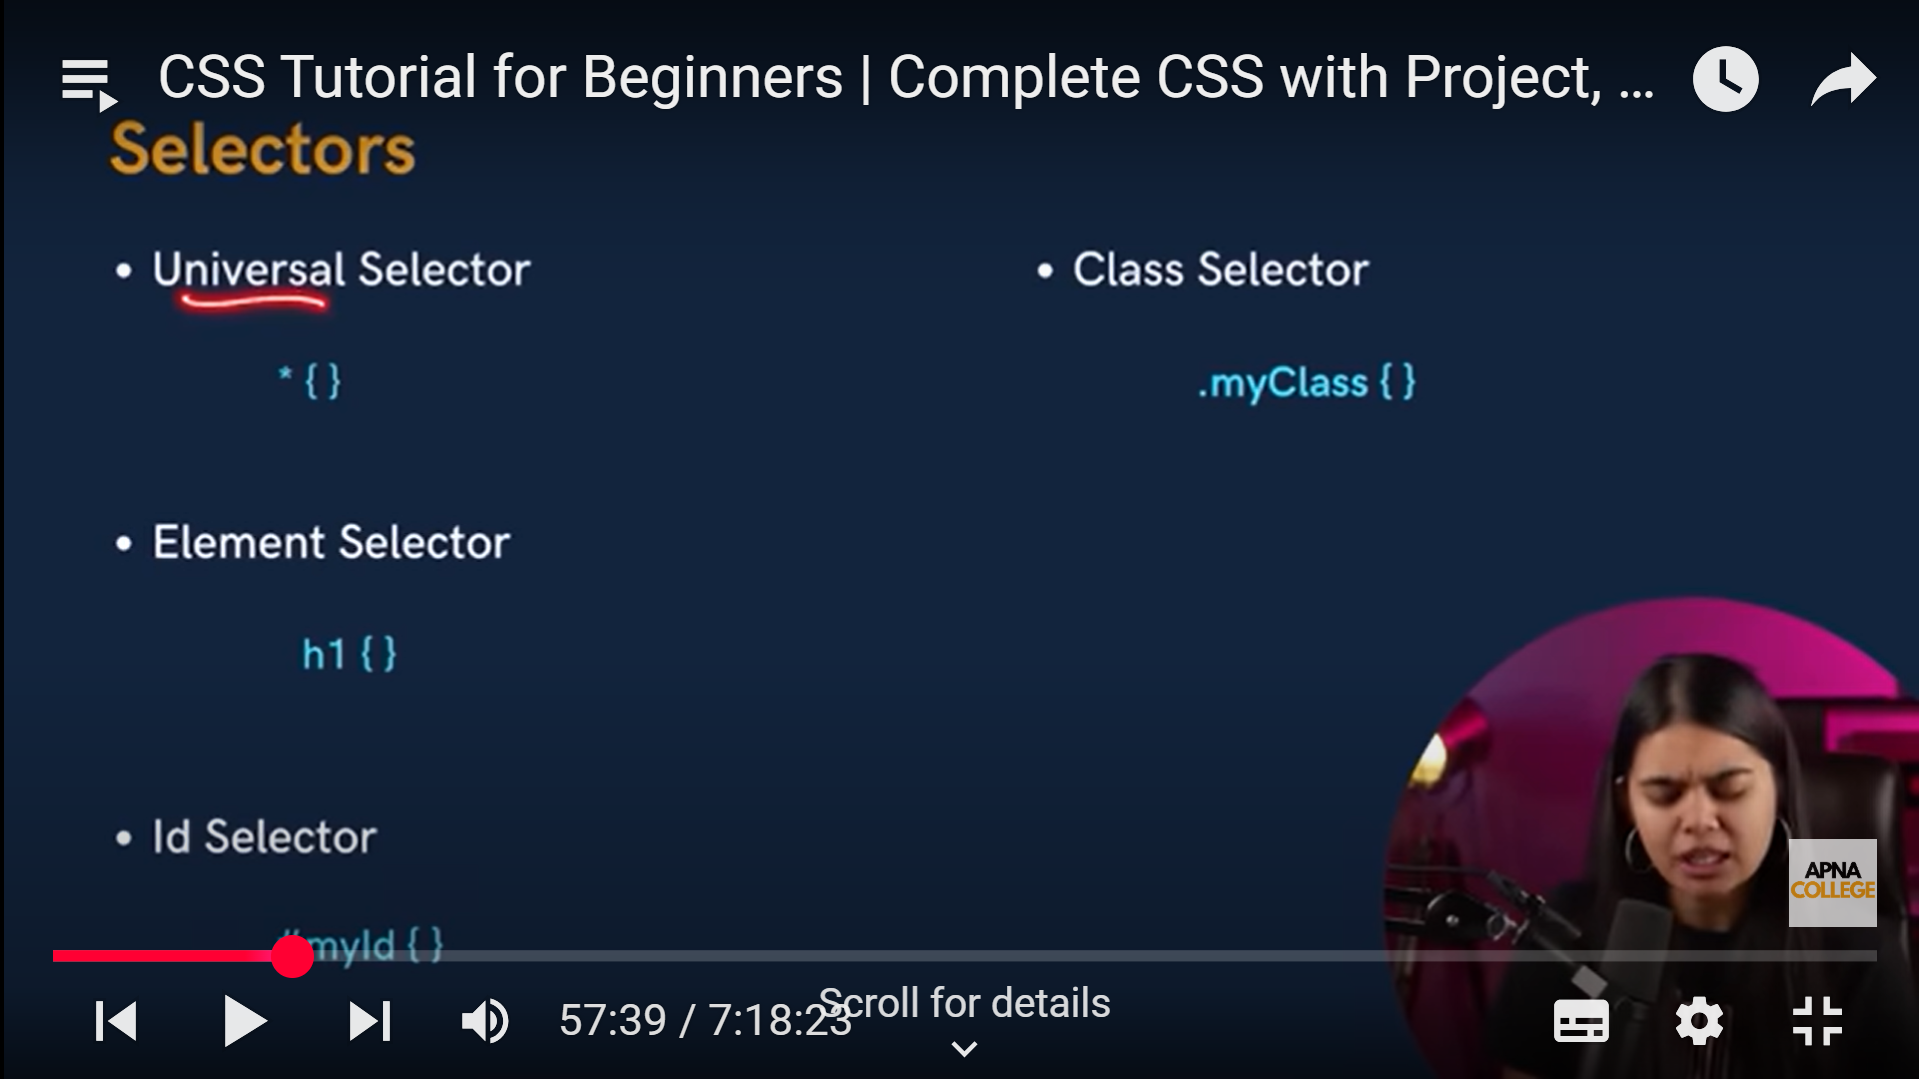 CSS Tutorial for Beginners | Complete CSS with Project, ...
Selectors
• Universal Selector
* { }
• Element Selector
h1 { }
• Id Selector
#myId { }
• Class Selector
.myClass { }
APNA
COLLEGE
57:39 / 7:18:23
Scroll for details